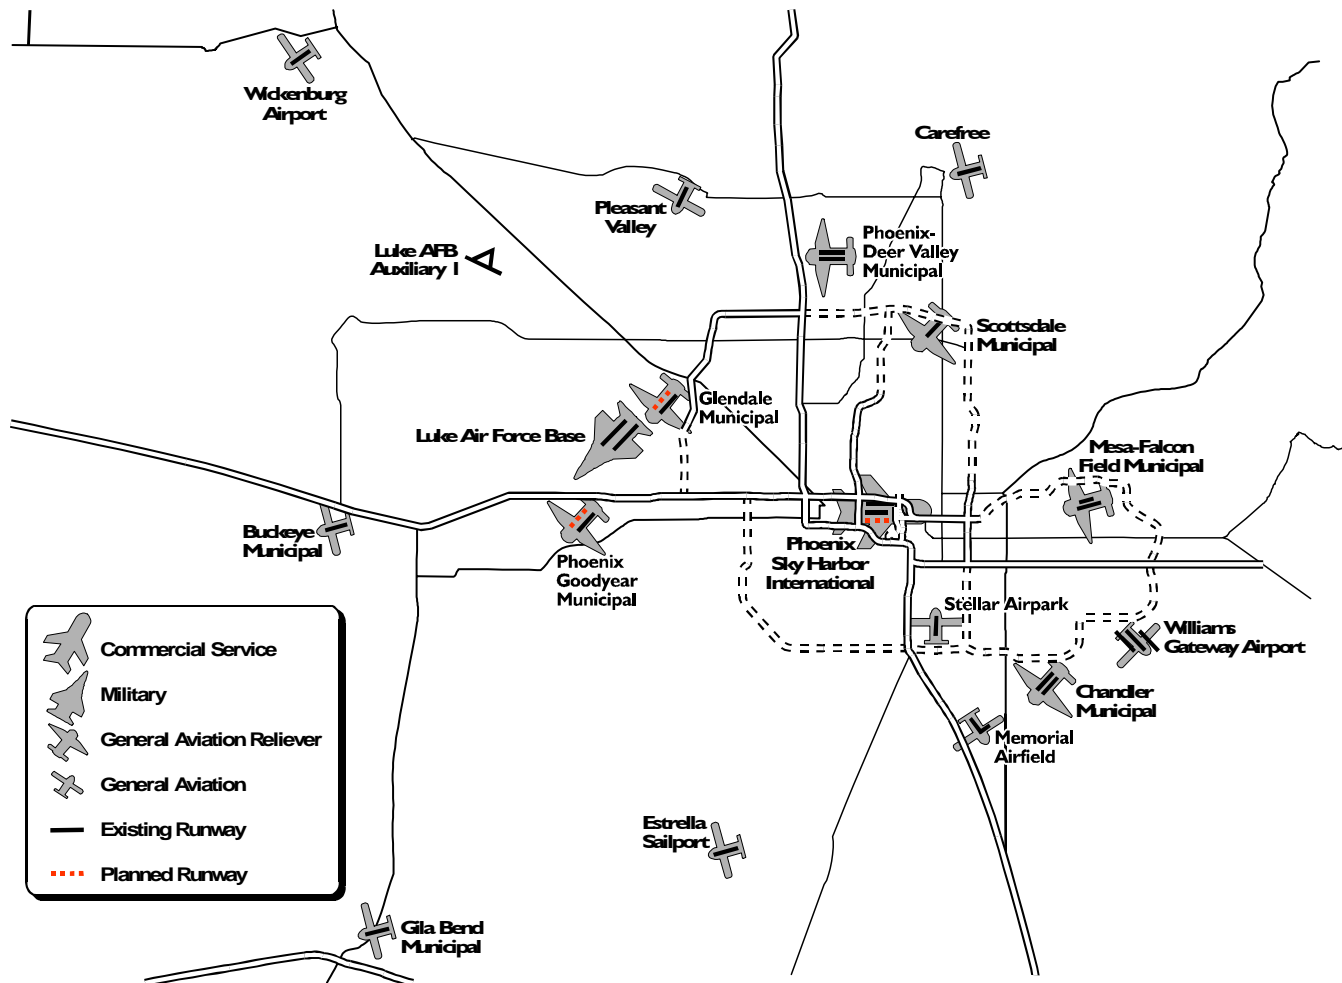 Wickenburg
Airport
Carefree
Pleasant
Valley
Phoenix-
Deer Valley
Municipal
Luke AFB
Auxiliary 1
Scottsdale
Municipal
Glendale
Municipal
Luke Air Force Base
Mesa-Falcon
Field Municipal
Buckeye
Municipal
Phoenix
Goodyear
Municipal
Phoenix
Sky Harbor
International
Stellar Airpark
Williams
Gateway Airport
Chandler
Municipal
Memorial
Airfield
Estrella
Sailport
Gila Bend
Municipal
Commercial Service
Military
General Aviation Reliever
General Aviation
Existing Runway
Planned Runway